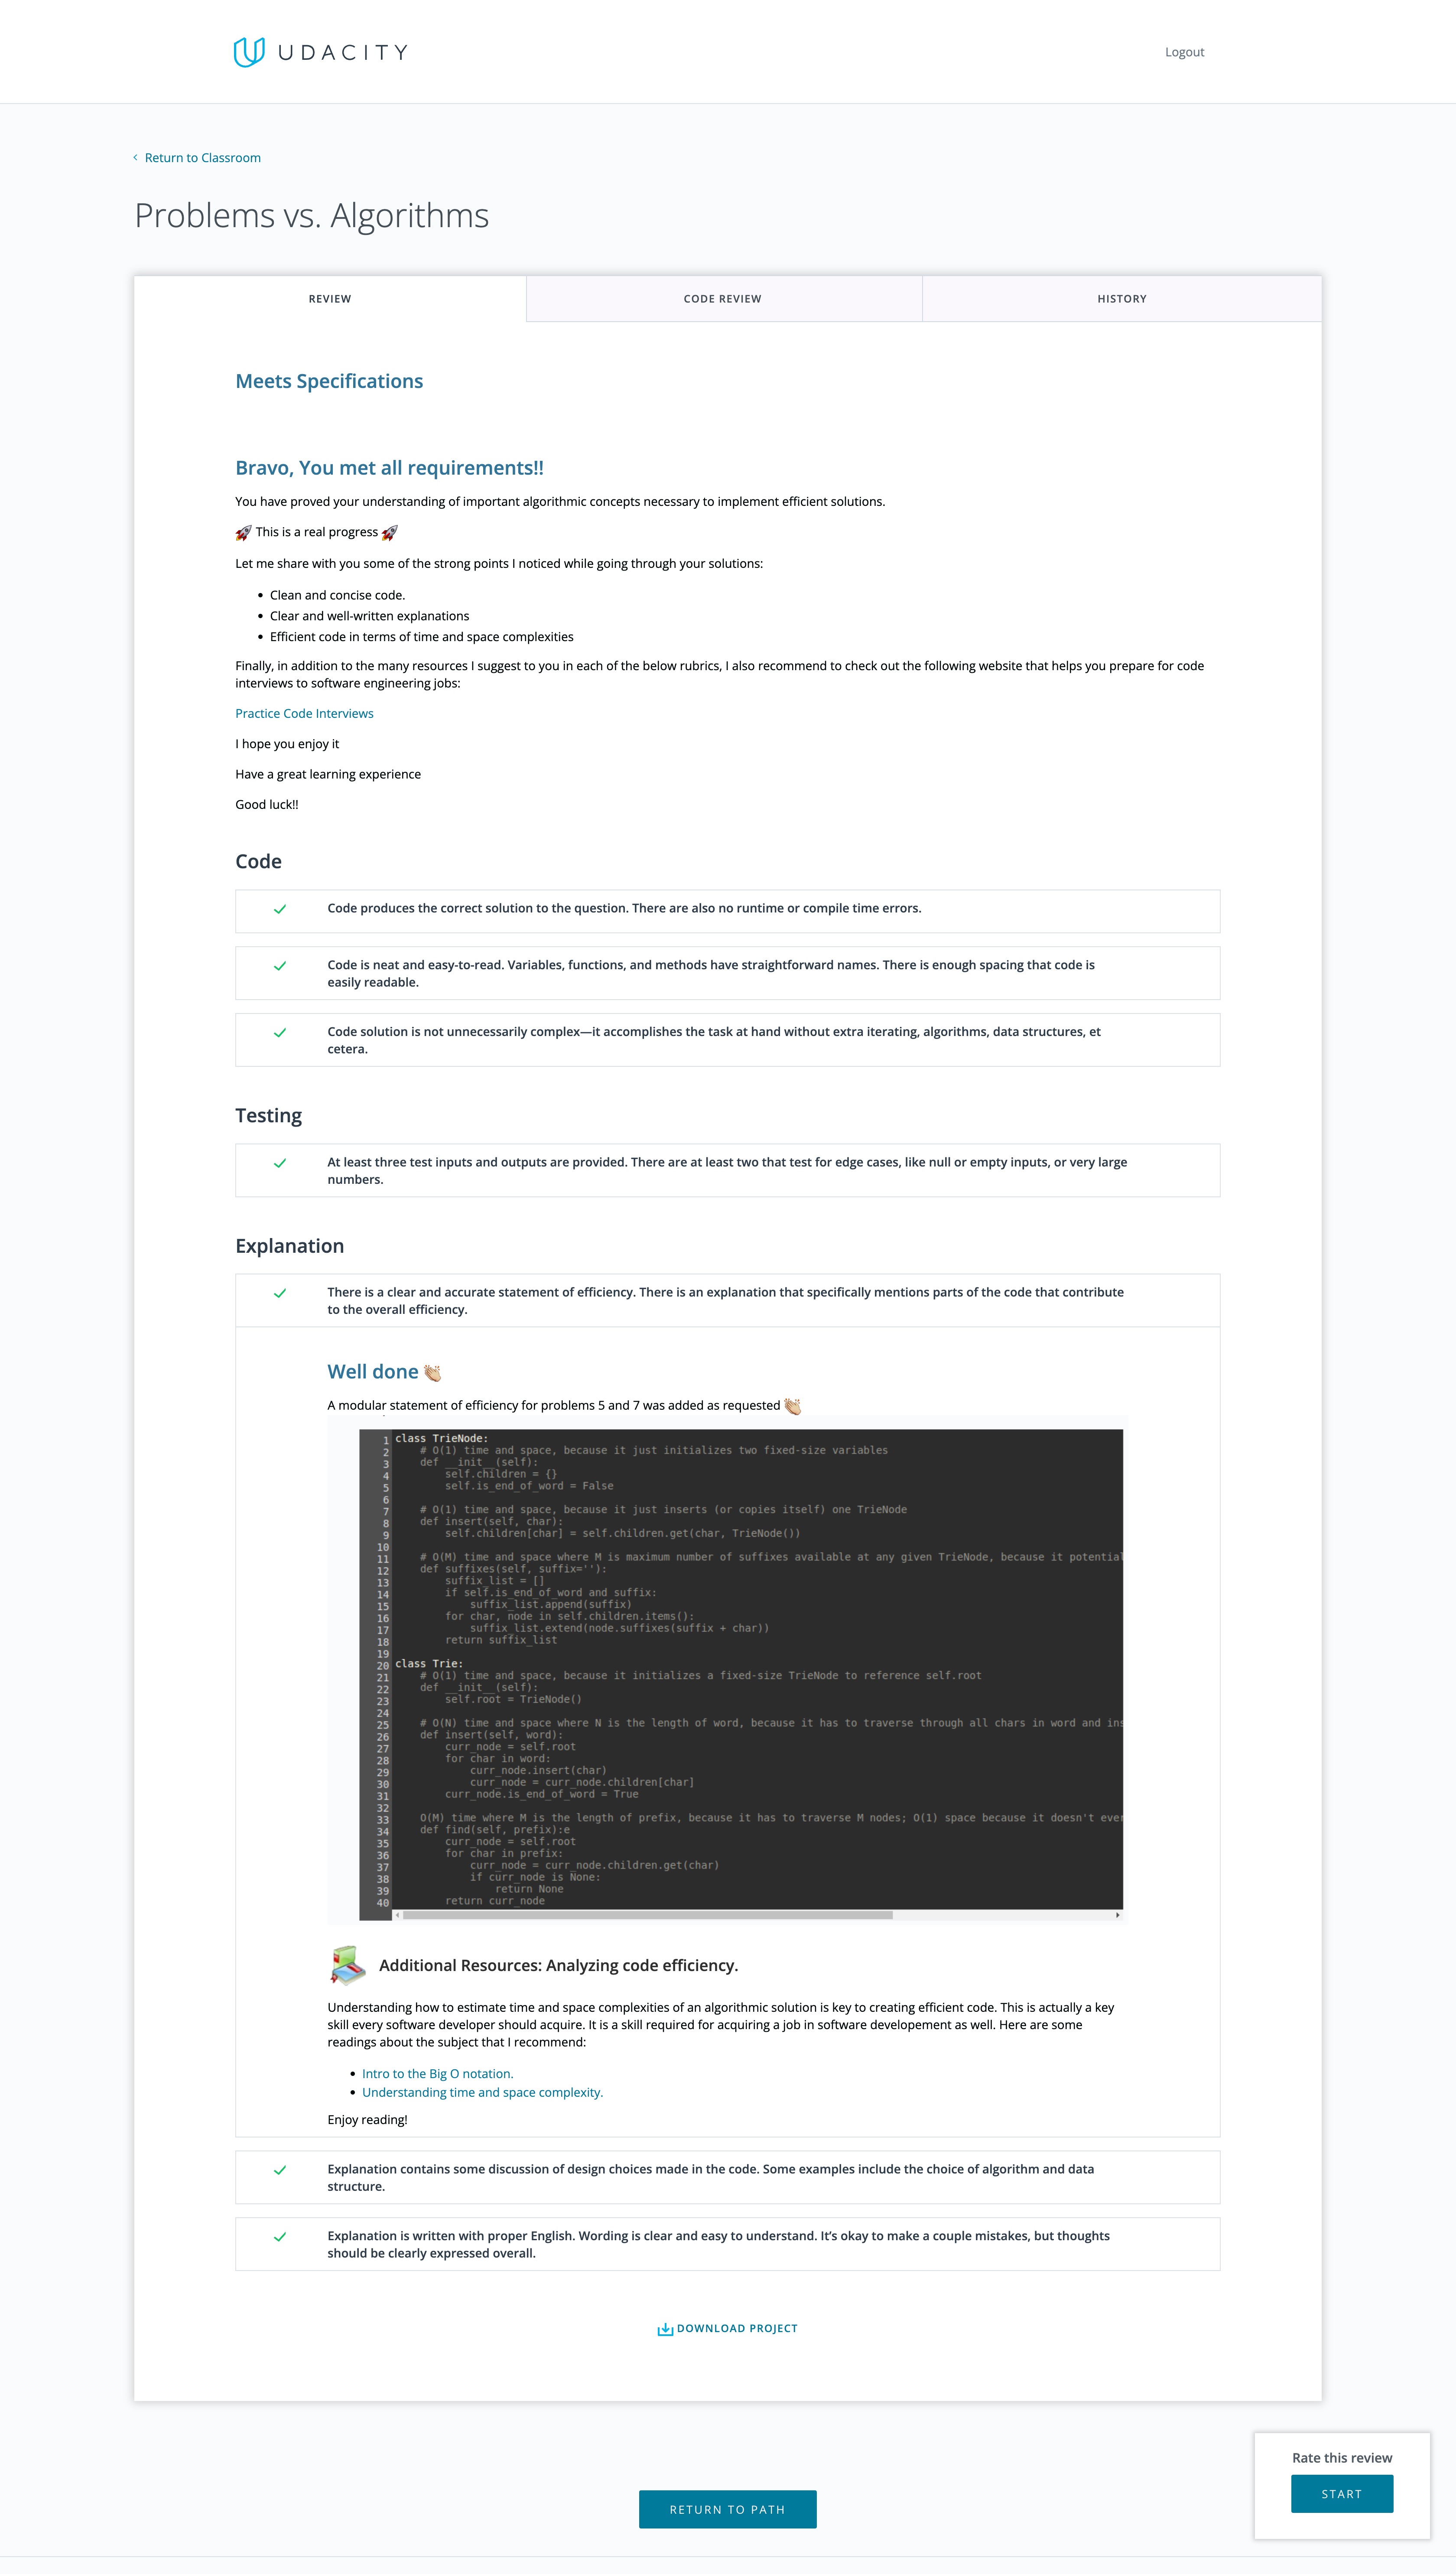 UDACITY
Logout
Return to Classroom
Problems vs. Algorithms
REVIEW
CODE REVIEW
HISTORY
Meets Specifications
Bravo, You met all requirements!!
You have proved your understanding of important algorithmic concepts necessary to implement efficient solutions.
🚀 This is a real progress 🚀
Let me share with you some of the strong points I noticed while going through your solutions:
• Clean and concise code.
• Clear and well-written explanations
• Efficient code in terms of time and space complexities
Finally, in addition to the many resources I suggest to you in each of the below rubrics, I also recommend to check out the following website that helps you prepare for code
interviews to software engineering jobs:
Practice Code Interviews
I hope you enjoy it
Have a great learning experience
Good luck!!
Code
Code produces the correct solution to the question. There are also no runtime or compile time errors.
Code is neat and easy-to-read. Variables, functions, and methods have straightforward names. There is enough spacing that code is
easily readable.
Code solution is not unnecessarily complex—it accomplishes the task at hand without extra iterating, algorithms, data structures, et
cetera.
Testing
At least three test inputs and outputs are provided. There are at least two that test for edge cases, like null or empty inputs, or very large
numbers.
Explanation
There is a clear and accurate statement of efficiency. There is an explanation that specifically mentions parts of the code that contribute
to the overall efficiency.
Well done 👏🏼
A modular statement of efficiency for problems 5 and 7 was added as requested 👏🏼
1 class TrieNode:
2     # O(1) time and space, because it just initializes two fixed-size variables
3     def __init__(self):
4         self.children = {}
5         self.is_end_of_word = False
6
7     # O(1) time and space, because it just inserts (or copies itself) one TrieNode
8     def insert(self, char):
9         self.children[char] = self.children.get(char, TrieNode())
10
11     # O(M) time and space where M is maximum number of suffixes available at any given TrieNode, because it potential
12     def suffixes(self, suffix=''):
13         suffix_list = []
14         if self.is_end_of_word and suffix:
15             suffix_list.append(suffix)
16         for char, node in self.children.items():
17             suffix_list.extend(node.suffixes(suffix + char))
18         return suffix_list
19
20 class Trie:
21     # O(1) time and space, because it initializes a fixed-size TrieNode to reference self.root
22     def __init__(self):
23         self.root = TrieNode()
24
25     # O(N) time and space where N is the length of word, because it has to traverse through all chars in word and ins
26     def insert(self, word):
27         curr_node = self.root
28         for char in word:
29             curr_node.insert(char)
30             curr_node = curr_node.children[char]
31         curr_node.is_end_of_word = True
32
33     O(M) time where M is the length of prefix, because it has to traverse M nodes; O(1) space because it doesn't ever
34     def find(self, prefix):e
35         curr_node = self.root
36         for char in prefix:
37             curr_node = curr_node.children.get(char)
38             if curr_node is None:
39                 return None
40         return curr_node
Additional Resources: Analyzing code efficiency.
Understanding how to estimate time and space complexities of an algorithmic solution is key to creating efficient code. This is actually a key
skill every software developer should acquire. It is a skill required for acquiring a job in software developement as well. Here are some
readings about the subject that I recommend:
• Intro to the Big O notation.
• Understanding time and space complexity.
Enjoy reading!
Explanation contains some discussion of design choices made in the code. Some examples include the choice of algorithm and data
structure.
Explanation is written with proper English. Wording is clear and easy to understand. It’s okay to make a couple mistakes, but thoughts
should be clearly expressed overall.
DOWNLOAD PROJECT
Rate this review
START
RETURN TO PATH